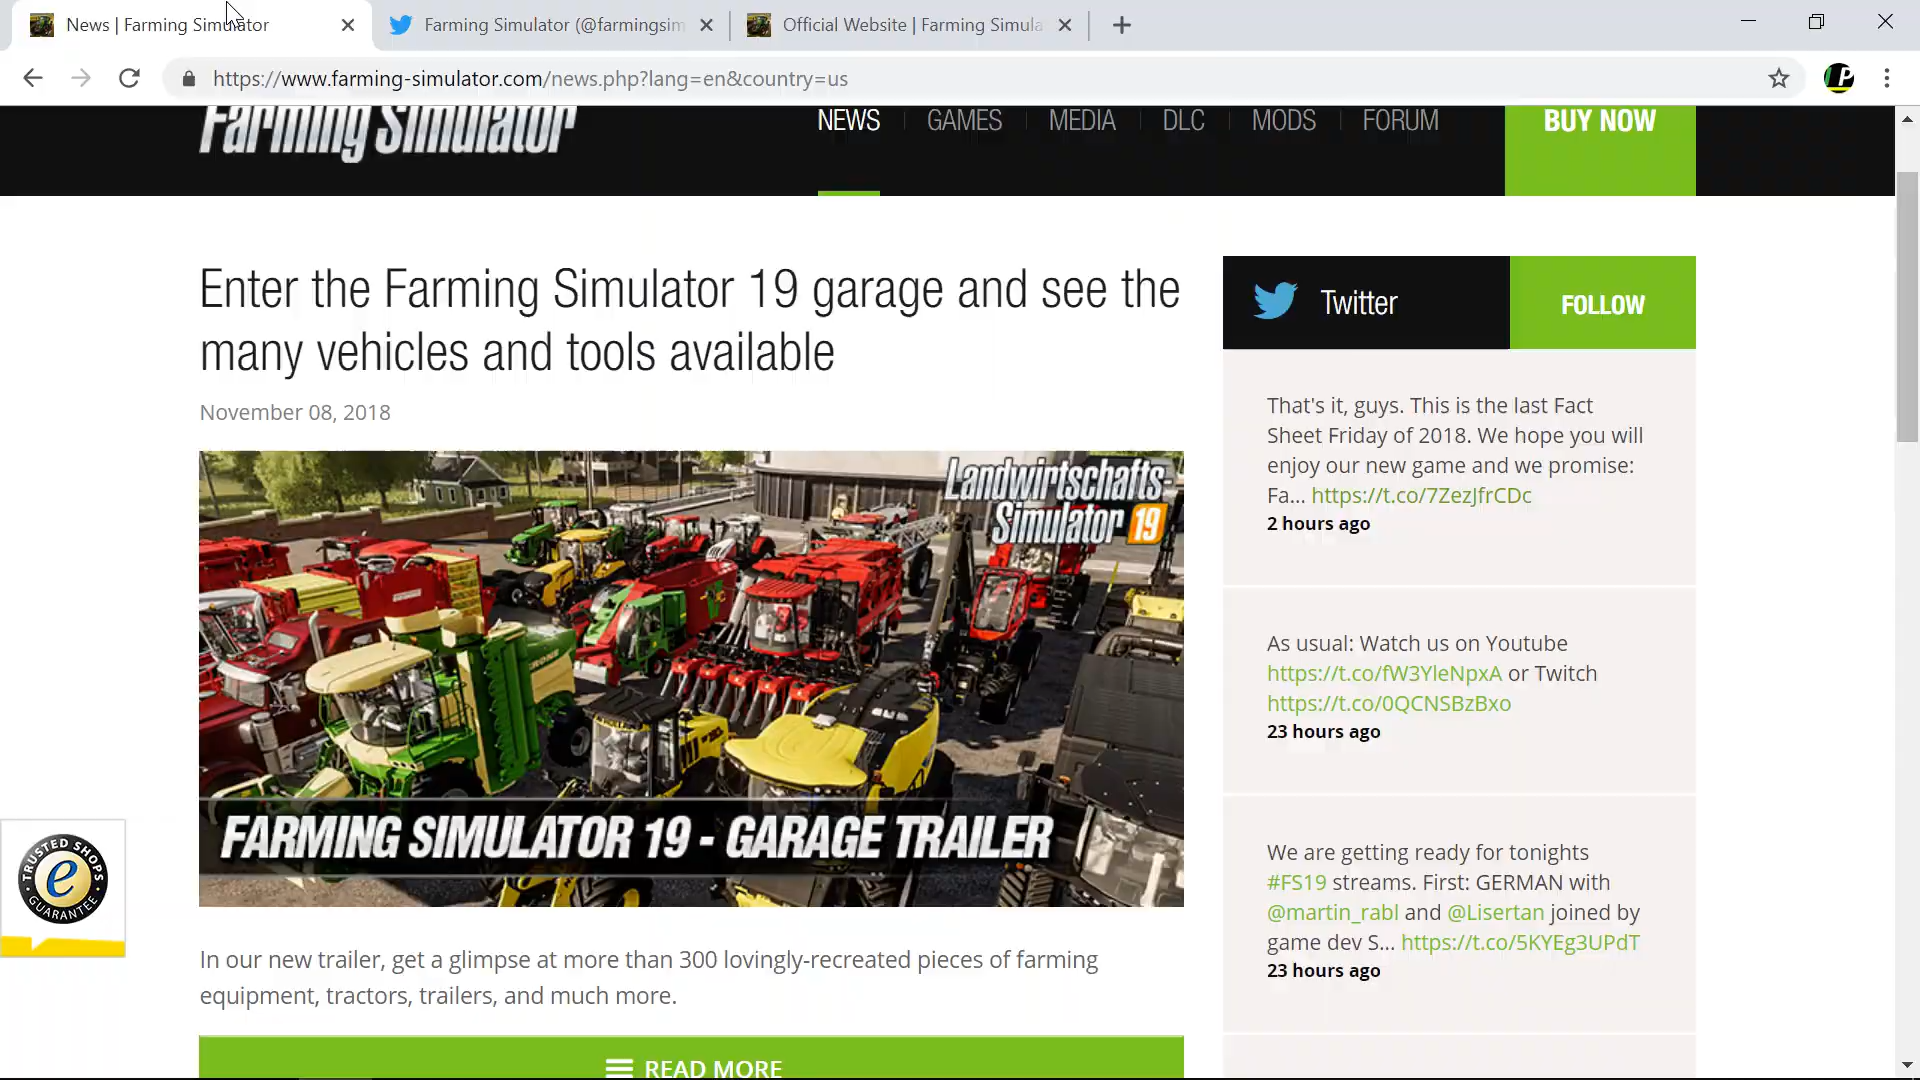 News | Farming Simulator
Farming Simulator (@farmingsim
Official Website | Farming Simula
https://www.farming-simulator.com/news.php?lang=en&country=us
LP
Farming Simulator
NEWS
GAMES
MEDIA
DLC
MODS
FORUM
BUY NOW
Enter the Farming Simulator 19 garage and see the
many vehicles and tools available
November 08, 2018
Landwirtschafts-
Simulator 19
KRONE
FARMING SIMULATOR 19 - GARAGE TRAILER
In our new trailer, get a glimpse at more than 300 lovingly-recreated pieces of farming
equipment, tractors, trailers, and much more.
READ MORE
Twitter
FOLLOW
That's it, guys. This is the last Fact
Sheet Friday of 2018. We hope you will
enjoy our new game and we promise:
Fa... https://t.co/7ZezJfrCDc
2 hours ago
As usual: Watch us on Youtube
https://t.co/fW3YleNpxA or Twitch
https://t.co/0QCNSBzBxo
23 hours ago
We are getting ready for tonights
#FS19 streams. First: GERMAN with
@martin_rabl and @Lisertan joined by
game dev S... https://t.co/5KYEg3UPdT
23 hours ago
TRUSTED SHOPS
e
GUARANTEE